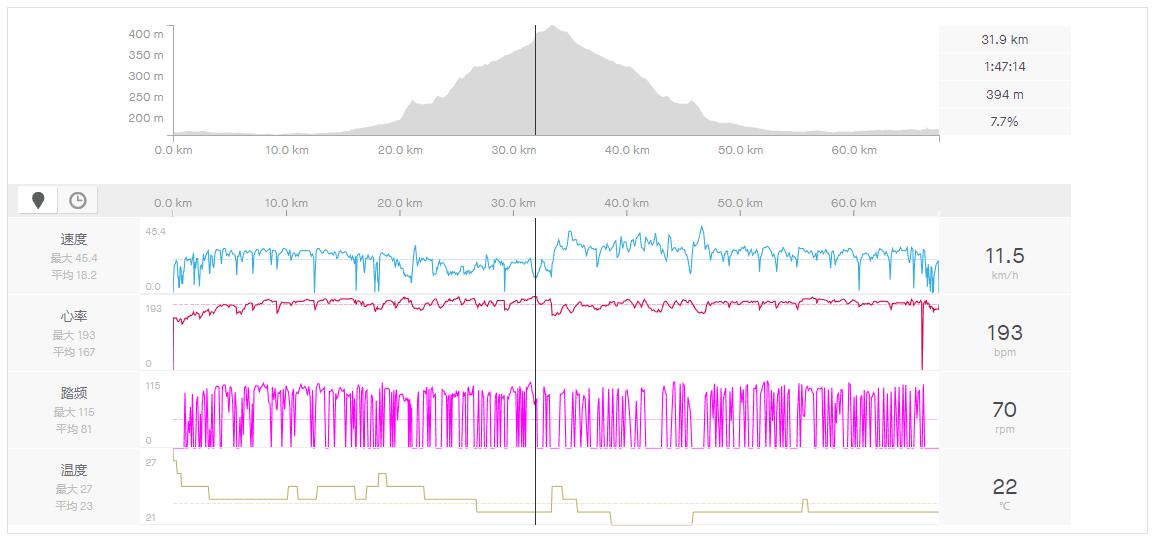 400 m
350 m
300 m
250 m
200 m
31.9 km
1:47:14
394 m
7.7%
0.0 km 10.0 km 20.0 km 30.0 km 40.0 km 50.0 km 60.0 km
0.0 km 10.0 km 20.0 km 30.0 km 40.0 km 50.0 km 60.0 km
速度
最大 45.4
平均 18.2
45.4
0.0
11.5
km/h
心率
最大 193
平均 167
193
0
193
bpm
踏频
最大 115
平均 81
115
0
70
rpm
温度
最大 27
平均 23
27
21
22
℃